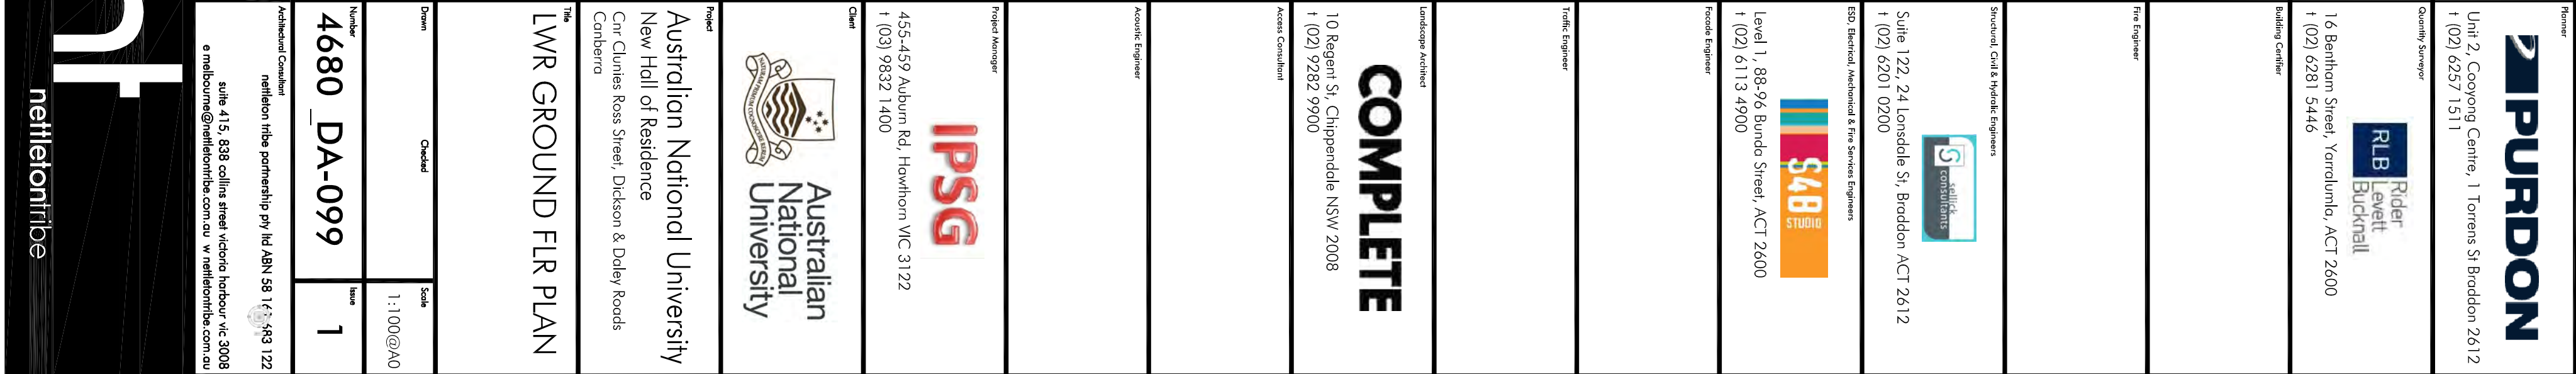 Planner
PURDON
Unit 2, Cooyong Centre, 1 Torrens St Braddon 2612
t (02) 6257 1511
Quantity Surveyor
RLB
Rider
Levett
Bucknall
16 Bentham Street, Yarralumla, ACT 2600
t (02) 6281 5446
Building Certifier
Fire Engineer
Structural, Civil & Hydralic Engineers
sellick
consultants
Suite 122, 24 Lonsdale St, Braddon ACT 2612
t (02) 6201 0200
ESD, Electrical, Mechanical & Fire Services Engineers
S4B
STUDIO
Level 1, 88-96 Bunda Street, ACT 2600
t (02) 6113 4900
Facade Engineer
Traffic Engineer
Landscape Architect
COMPLETE
10 Regent St, Chippendale NSW 2008
t (02) 9282 9900
Access Consultant
Acoustic Engineer
Project Manager
IPSG
455-459 Auburn Rd, Hawthorn VIC 3122
t (03) 9832 1400
Client
Australian
National
University
Project
Australian National University
New Hall of Residence
Cnr Clunies Ross Street, Dickson & Daley Roads
Canberra
Title
LWR GROUND FLR PLAN
Drawn
Checked
Scale
1:100@A0
Number
4680_DA-099
Issue
1
Architectural Consultant
nettleton tribe partnership pty ltd ABN 58 683 122
suite 415, 838 collins street victoria harbour vic 3008
e melbourne@nettletontribe.com.au w nettletontribe.com.au
nt
nettletontribe